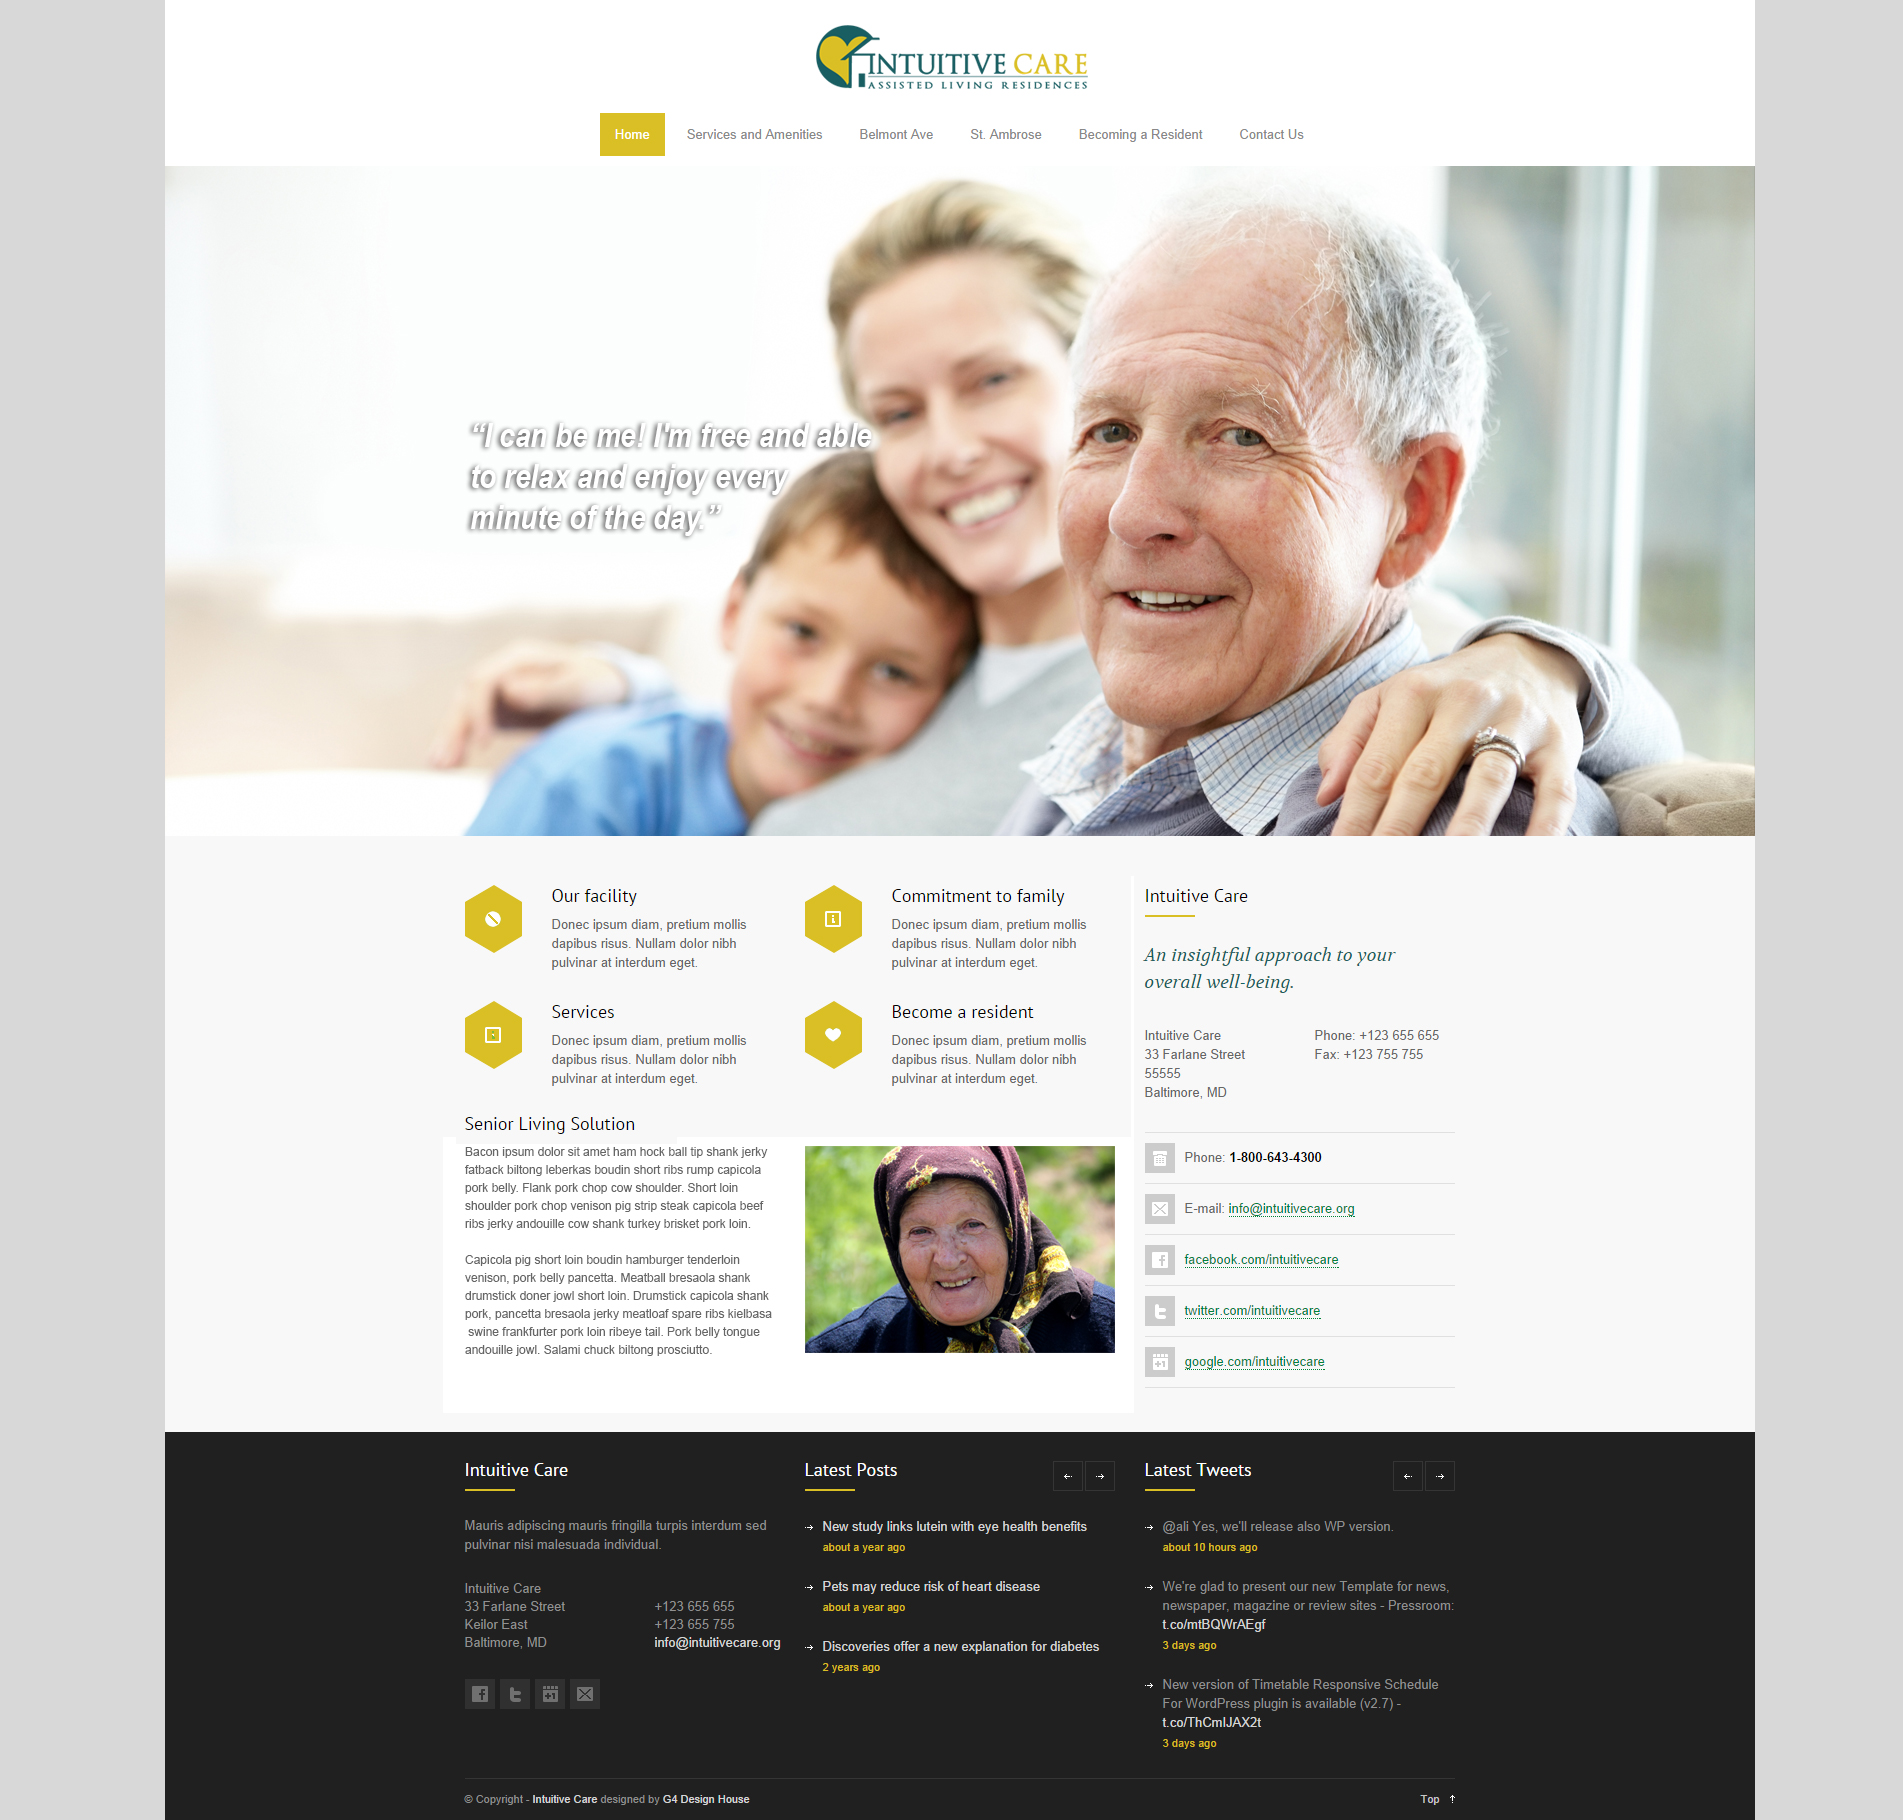 INTUITIVE CARE
ASSISTED LIVING RESIDENCES
Home
Services and Amenities
Belmont Ave
St. Ambrose
Becoming a Resident
Contact Us
“I can be me! I'm free and able
to relax and enjoy every
minute of the day.”
Our facility
Donec ipsum diam, pretium mollis
dapibus risus. Nullam dolor nibh
pulvinar at interdum eget.
Commitment to family
Donec ipsum diam, pretium mollis
dapibus risus. Nullam dolor nibh
pulvinar at interdum eget.
Services
Donec ipsum diam, pretium mollis
dapibus risus. Nullam dolor nibh
pulvinar at interdum eget.
Become a resident
Donec ipsum diam, pretium mollis
dapibus risus. Nullam dolor nibh
pulvinar at interdum eget.
Senior Living Solution
Bacon ipsum dolor sit amet ham hock ball tip shank jerky
fatback biltong leberkas boudin short ribs rump capicola
pork belly. Flank pork chop cow shoulder. Short loin
shoulder pork chop venison pig strip steak capicola beef
ribs jerky andouille cow shank turkey brisket pork loin.
Capicola pig short loin boudin hamburger tenderloin
venison, pork belly pancetta. Meatball bresaola shank
drumstick doner jowl short loin. Drumstick capicola shank
pork, pancetta bresaola jerky meatloaf spare ribs kielbasa
swine frankfurter pork loin ribeye tail. Pork belly tongue
andouille jowl. Salami chuck biltong prosciutto.
Intuitive Care
An insightful approach to your
overall well-being.
Intuitive Care
33 Farlane Street
55555
Baltimore, MD
Phone: +123 655 655
Fax: +123 755 755
Phone: 1-800-643-4300
E-mail: info@intuitivecare.org
facebook.com/intuitivecare
twitter.com/intuitivecare
google.com/intuitivecare
Intuitive Care
Mauris adipiscing mauris fringilla turpis interdum sed
pulvinar nisi malesuada individual.
Intuitive Care
33 Farlane Street
Keilor East
Baltimore, MD
+123 655 655
+123 655 755
info@intuitivecare.org
Latest Posts
New study links lutein with eye health benefits
about a year ago
Pets may reduce risk of heart disease
about a year ago
Discoveries offer a new explanation for diabetes
2 years ago
Latest Tweets
@ali Yes, we'll release also WP version.
about 10 hours ago
We're glad to present our new Template for news,
newspaper, magazine or review sites - Pressroom:
t.co/mtBQWrAEgf
3 days ago
New version of Timetable Responsive Schedule
For WordPress plugin is available (v2.7) -
t.co/ThCmIJAX2t
3 days ago
© Copyright - Intuitive Care designed by G4 Design House
Top